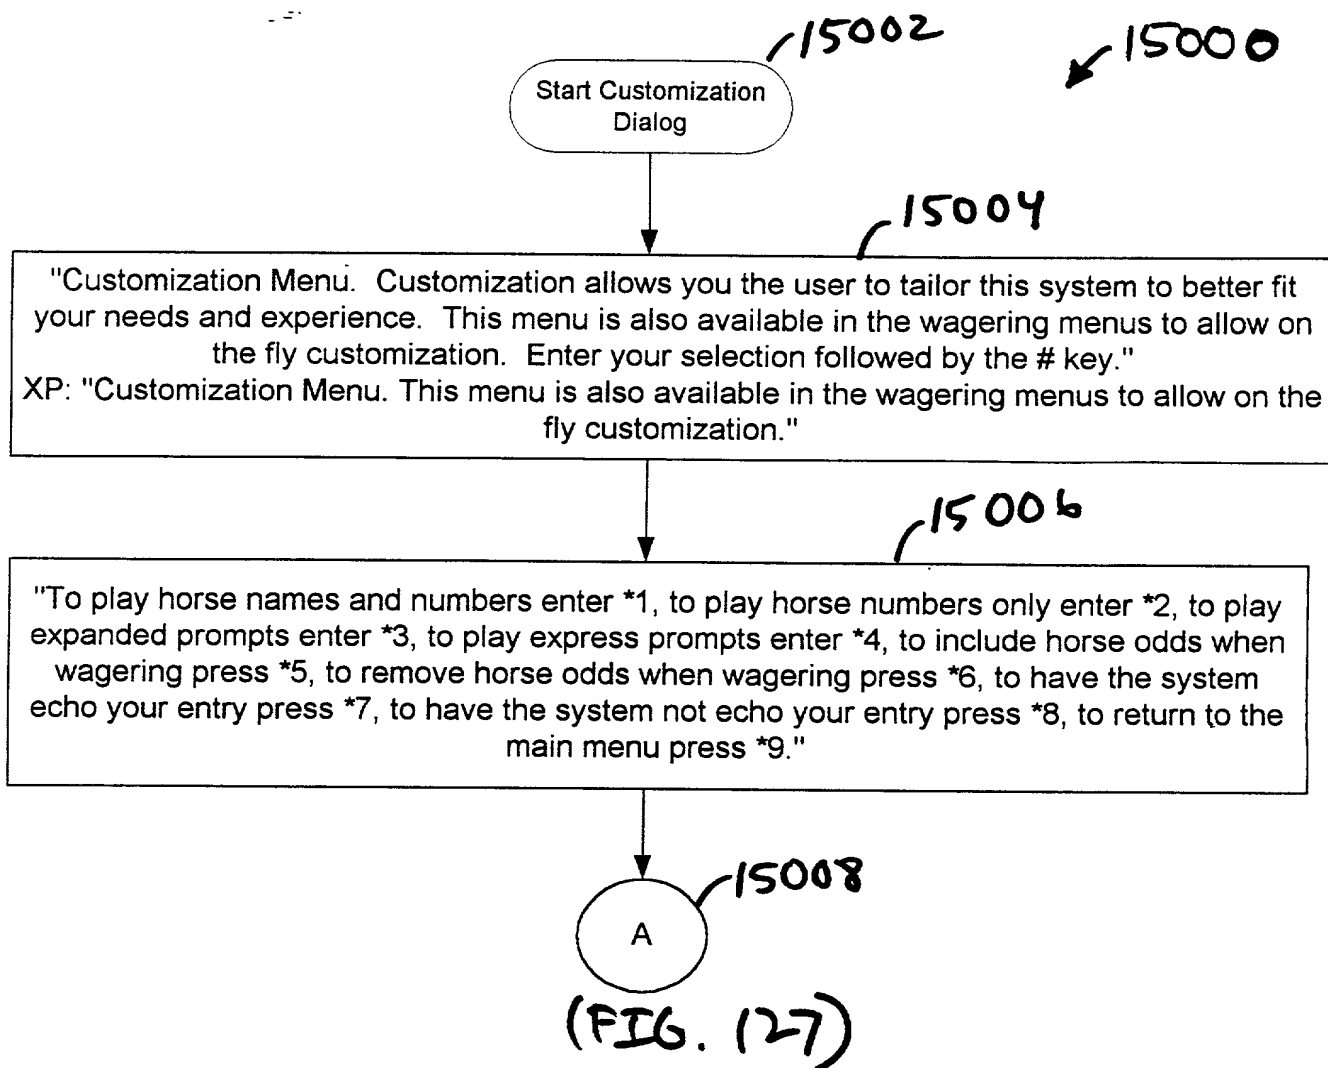 15002
15000
Start Customization
Dialog
15004
"Customization Menu. Customization allows you the user to tailor this system to better fit
your needs and experience. This menu is also available in the wagering menus to allow on
the fly customization. Enter your selection followed by the # key."
XP: "Customization Menu. This menu is also available in the wagering menus to allow on the
fly customization."
15006
"To play horse names and numbers enter *1, to play horse numbers only enter *2, to play
expanded prompts enter *3, to play express prompts enter *4, to include horse odds when
wagering press *5, to remove horse odds when wagering press *6, to have the system
echo your entry press *7, to have the system not echo your entry press *8, to return to the
main menu press *9."
15008
A
(FIG. 127)